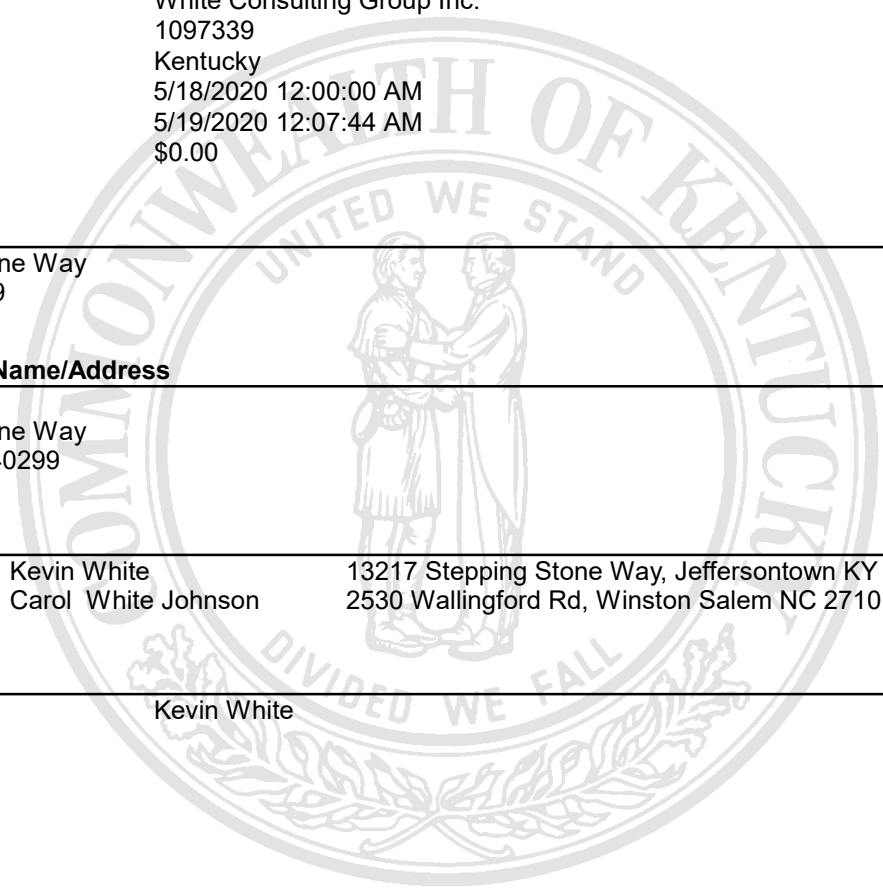 White Consulting Group Inc.
1097339
Kentucky
5/18/2020 12:00:00 AM
5/19/2020 12:07:44 AM
$0.00
COMMONWEALTH OF KENTUCKY
UNITED WE STAND
ne Way
9
Name/Address
ne Way
40299
Kevin White 13217 Stepping Stone Way, Jeffersontown KY
Carol White Johnson 2530 Wallingford Rd, Winston Salem NC 2710
DIVIDED WE FALL
Kevin White